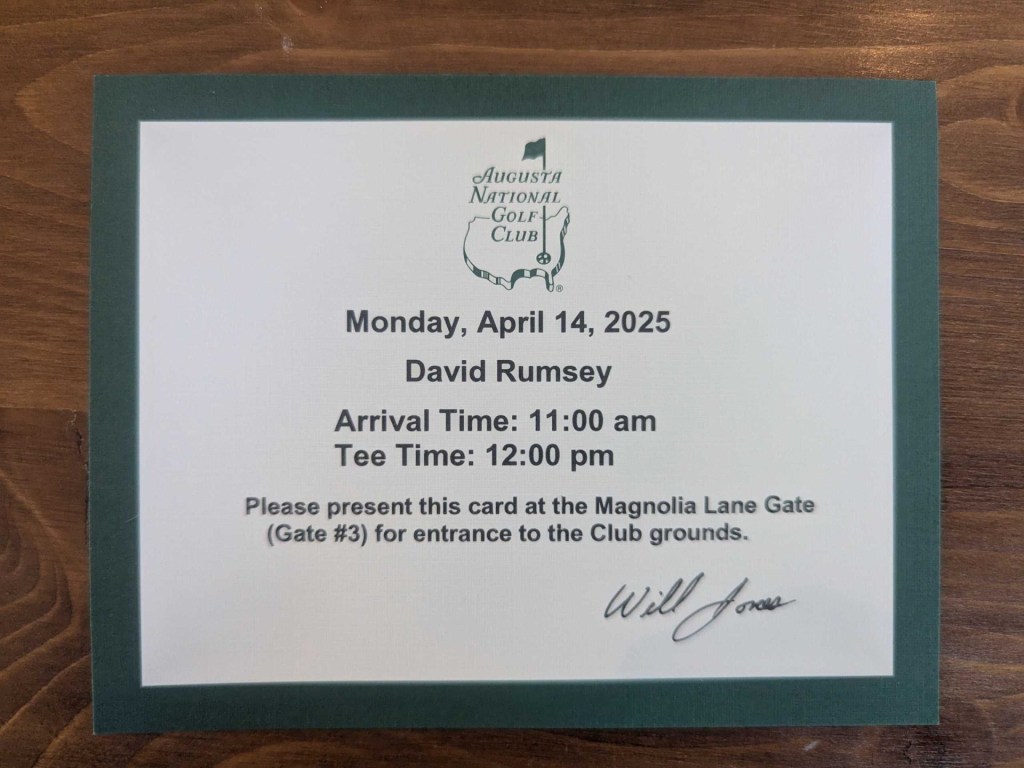 AUGUSTA
NATIONAL
GOLF
CLUB
®
Monday, April 14, 2025
David Rumsey
Arrival Time: 11:00 am
Tee Time: 12:00 pm
Please present this card at the Magnolia Lane Gate
(Gate #3) for entrance to the Club grounds.
Will Jones